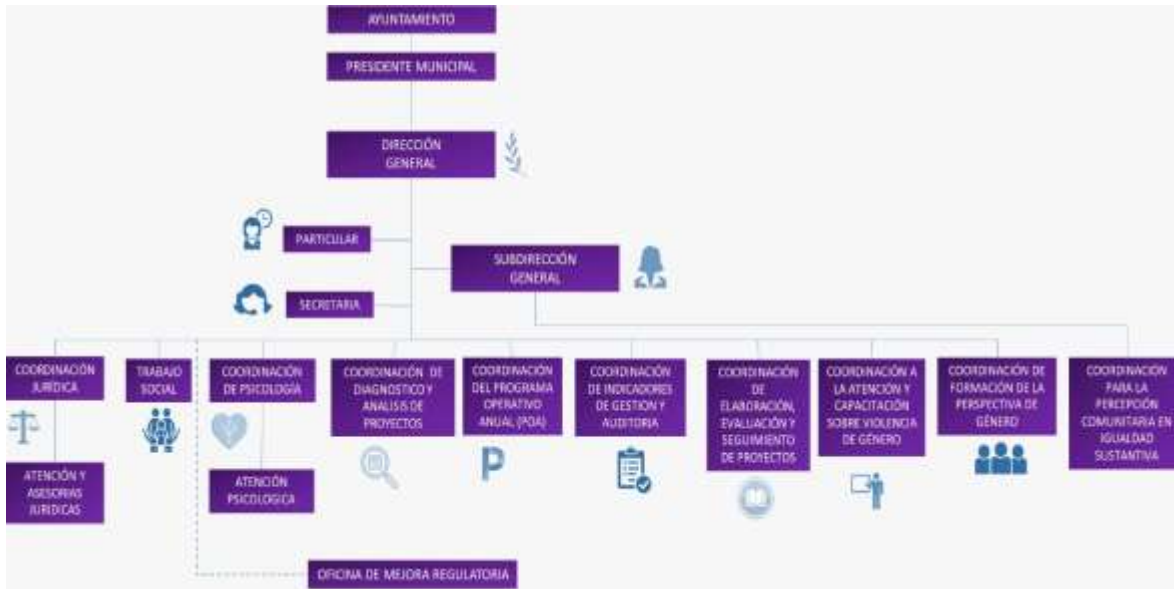 AYUNTAMIENTO
PRESIDENTE MUNICIPAL
DIRECCIÓN
GENERAL
PARTICULAR
SUBDIRECCIÓN
GENERAL
SECRETARIA
COORDINACIÓN
JURÍDICA
TRABAJO
SOCIAL
COORDINACIÓN
DE PSICOLOGÍA
COORDINACIÓN DE
DIAGNOSTICO Y
ANALISIS DE
PROYECTOS
COORDINACIÓN
DEL PROGRAMA
OPERATIVO
ANUAL (POA)
COORDINACIÓN
DE INDICADORES
DE GESTION Y
AUDITORIA
COORDINACIÓN
DE
ELABORACIÓN,
EVALUACIÓN Y
SEGUIMIENTO
DE PROYECTOS
COORDINACIÓN A
LA ATENCIÓN Y
CAPACITACIÓN
SOBRE VIOLENCIA
DE GÉNERO
COORDINACIÓN DE
FORMACIÓN DE LA
PERSPECTIVA DE
GÉNERO
COORDINACIÓN
PARA LA
PERCEPCIÓN
COMUNITARIA EN
IGUALDAD
SUSTANTIVA
P
ATENCIÓN Y
ASESORIAS
JURIDICAS
ATENCIÓN
PSICOLOGICA
OFICINA DE MEJORA REGULATORIA